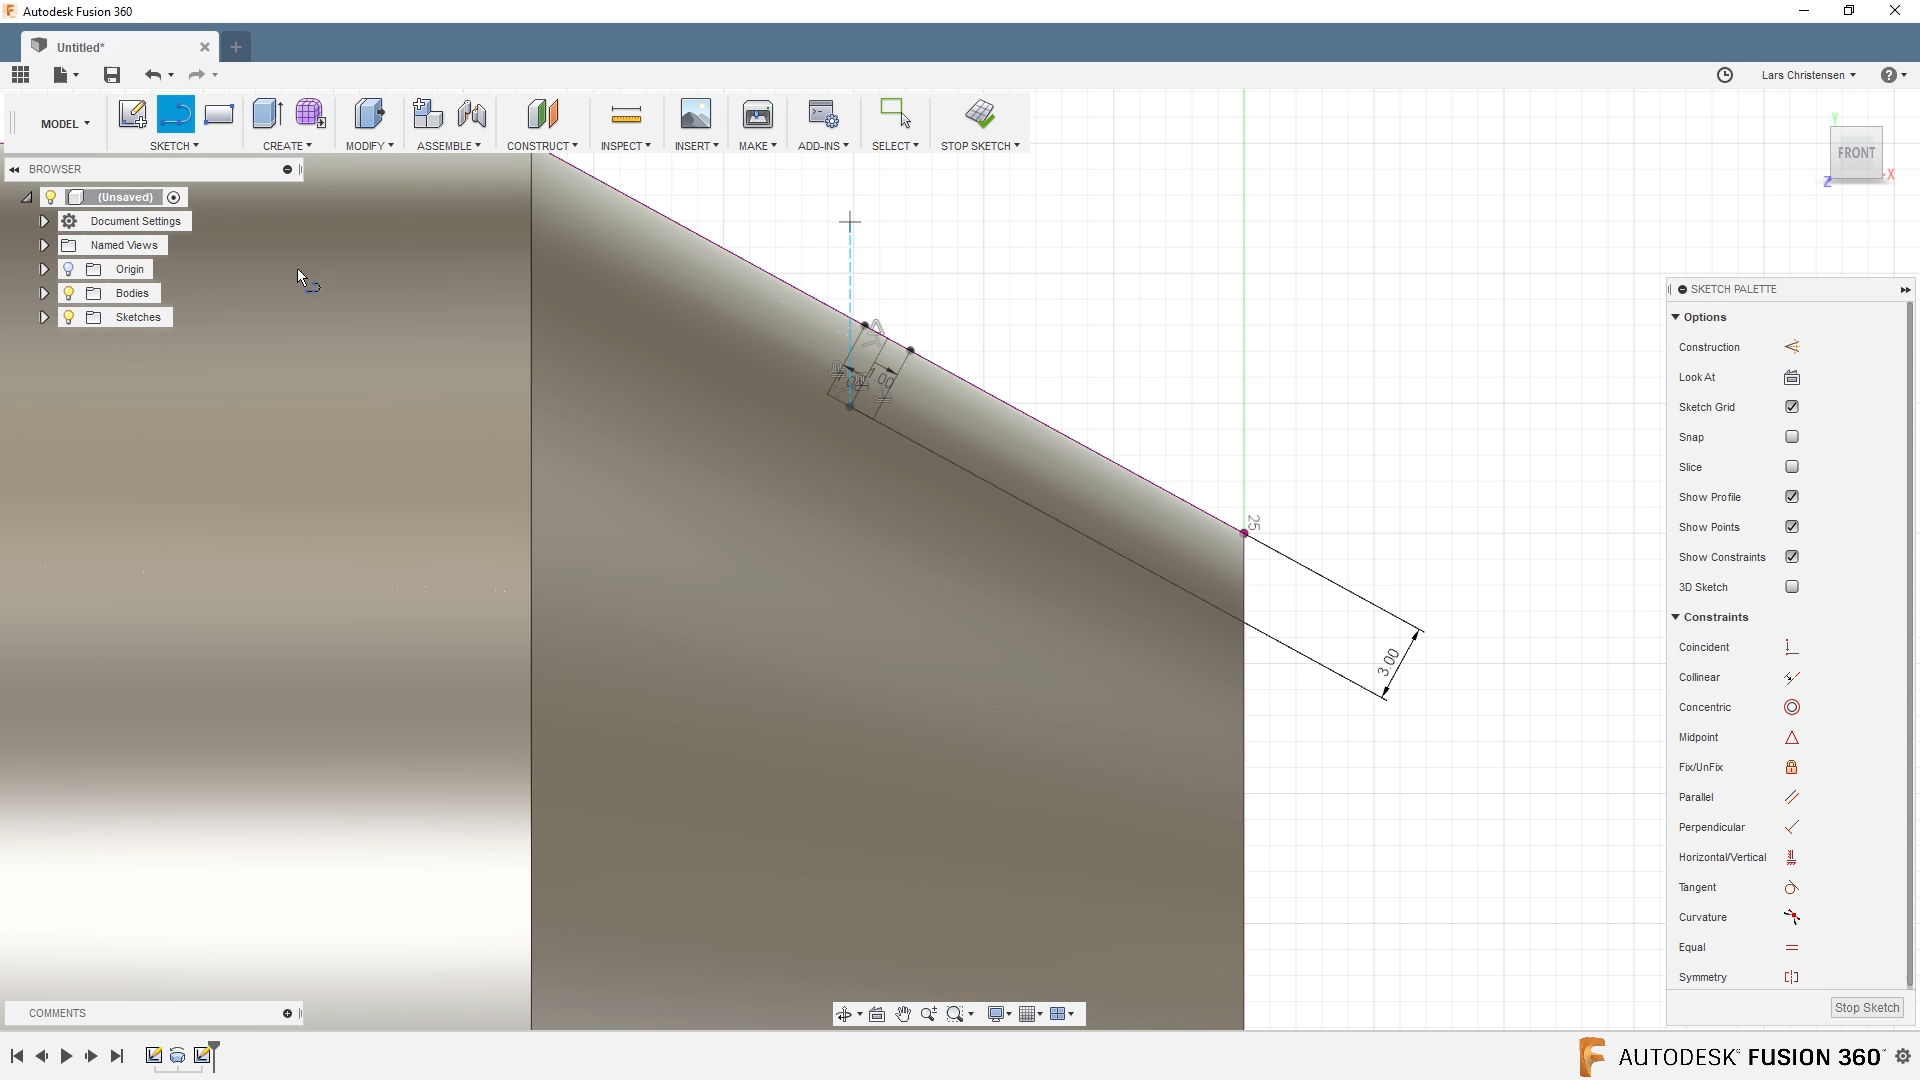 Autodesk Fusion 360
Untitled*
Lars Christensen
MODEL
SKETCH
CREATE
MODIFY
ASSEMBLE
CONSTRUCT
INSPECT
INSERT
MAKE
ADD-INS
SELECT
STOP SKETCH
BROWSER
(Unsaved)
Document Settings
Named Views
Origin
Bodies
Sketches
Y
FRONT
X
Z
25
1.00
3.00
SKETCH PALETTE
Options
Construction
Look At
Sketch Grid
Snap
Slice
Show Profile
Show Points
Show Constraints
3D Sketch
Constraints
Coincident
Collinear
Concentric
Midpoint
Fix/UnFix
Parallel
Perpendicular
Horizontal/Vertical
Tangent
Curvature
Equal
Symmetry
Stop Sketch
COMMENTS
AUTODESK FUSION 360